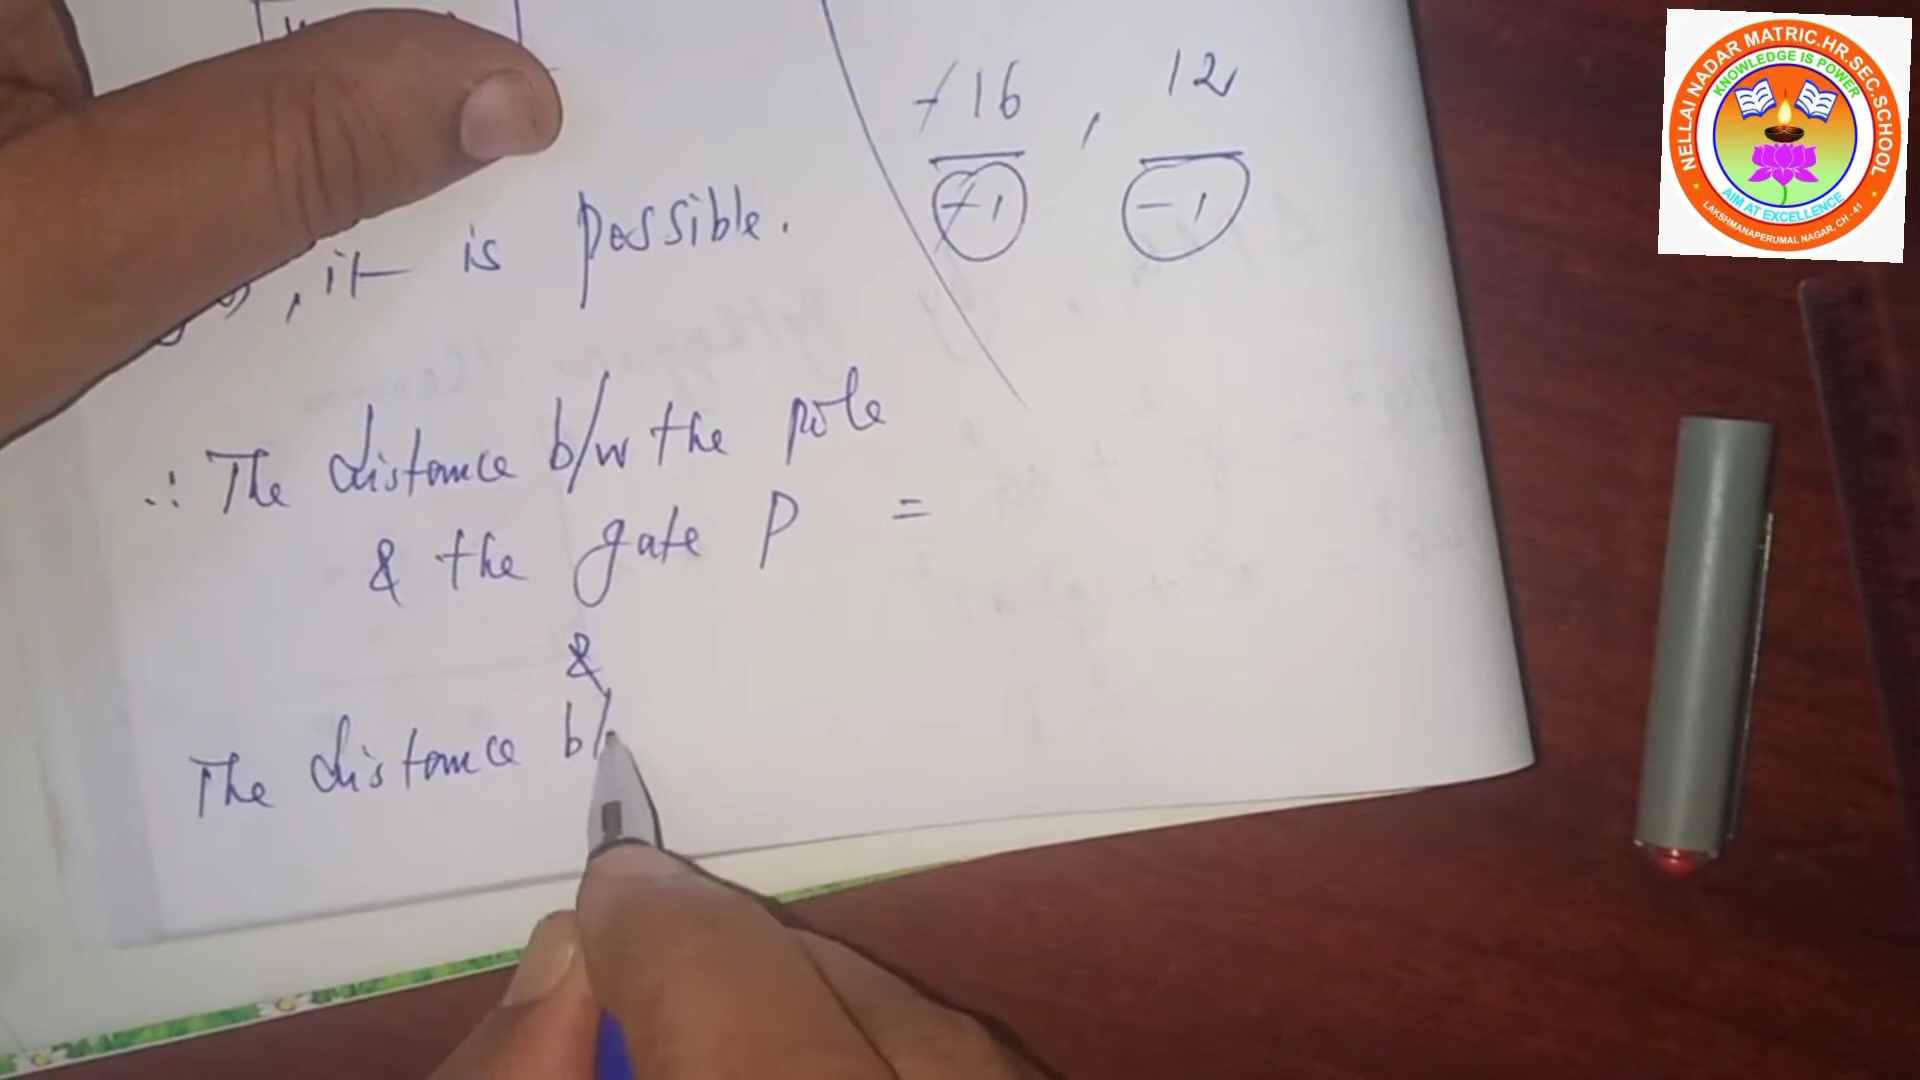 -16 , 12
-1 -1
, it is possible.
∴ The distance b/w the pole
& the gate P =
&
The distance b/
NELLAI NADAR MATRIC.HR.SEC.SCHOOL
KNOWLEDGE IS POWER
AIM AT EXCELLENCE
LAKSHMANAPERUMAL NAGAR, CH - 41